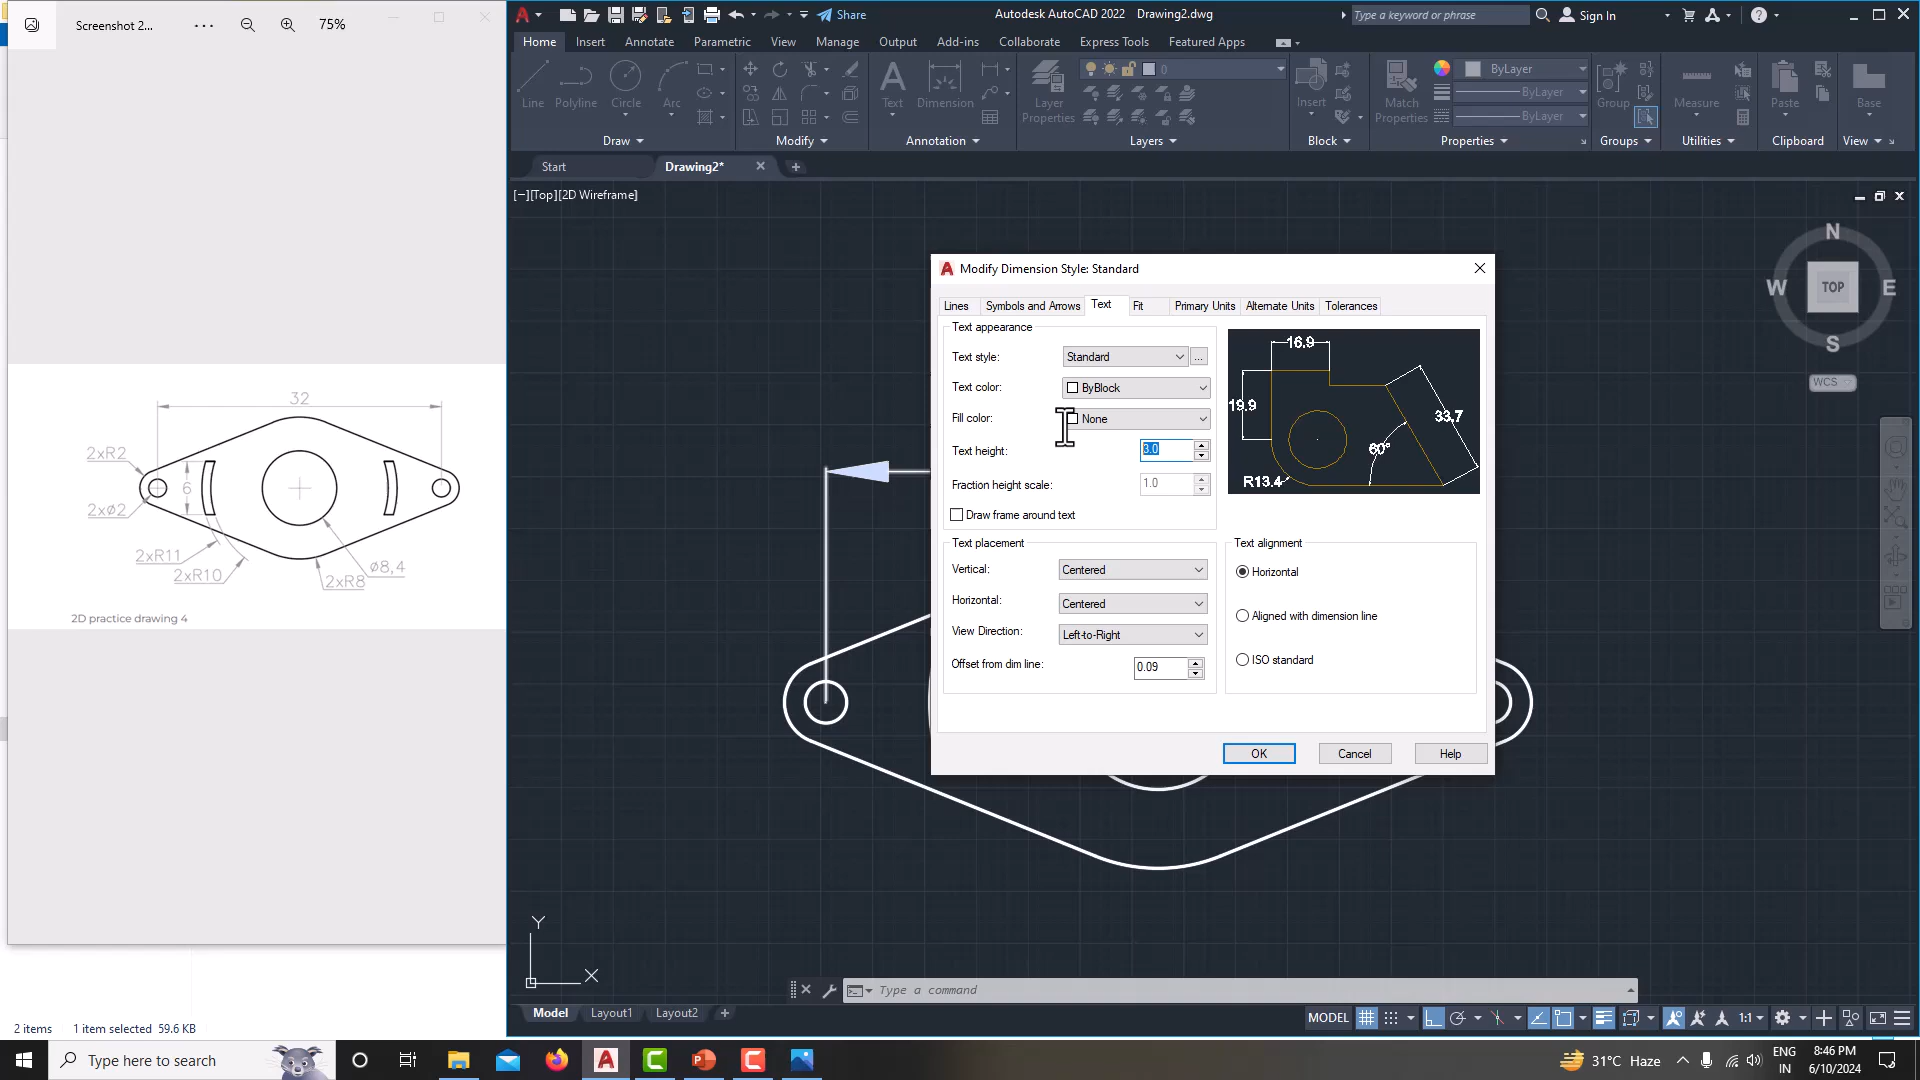 Screenshot 2...
75%
32
2xR2
6
2xø2
2xR11
2xR10
2xR8
ø8,4
2D practice drawing 4
2 items 1 item selected 59.6 KB
Share
Autodesk AutoCAD 2022 Drawing2.dwg
Type a keyword or phrase
Sign In
Home Insert Annotate Parametric View Manage Output Add-ins Collaborate Express Tools Featured Apps
Line Polyline Circle Arc
Text Dimension
Layer
Properties
0
Insert
Match
Properties
ByLayer
ByLayer
ByLayer
Group
Measure
Paste
Base
Draw Modify Annotation Layers Block Properties Groups Utilities Clipboard View
Start Drawing2*
[−][Top][2D Wireframe]
N
W TOP E
S
WCS
Modify Dimension Style: Standard
Lines Symbols and Arrows Text Fit Primary Units Alternate Units Tolerances
Text appearance
Text style: Standard ...
Text color: ByBlock
Fill color: None
Text height: 3.0
Fraction height scale: 1.0
Draw frame around text
16.9
19.9
33.7
60°
R13.4
Text placement
Vertical: Centered
Horizontal: Centered
View Direction: Left-to-Right
Offset from dim line: 0.09
Text alignment
Horizontal
Aligned with dimension line
ISO standard
OK Cancel Help
Y
X
Type a command
Model Layout1 Layout2
MODEL
1:1
Type here to search
31°C Haze
ENG
IN
8:46 PM
6/10/2024